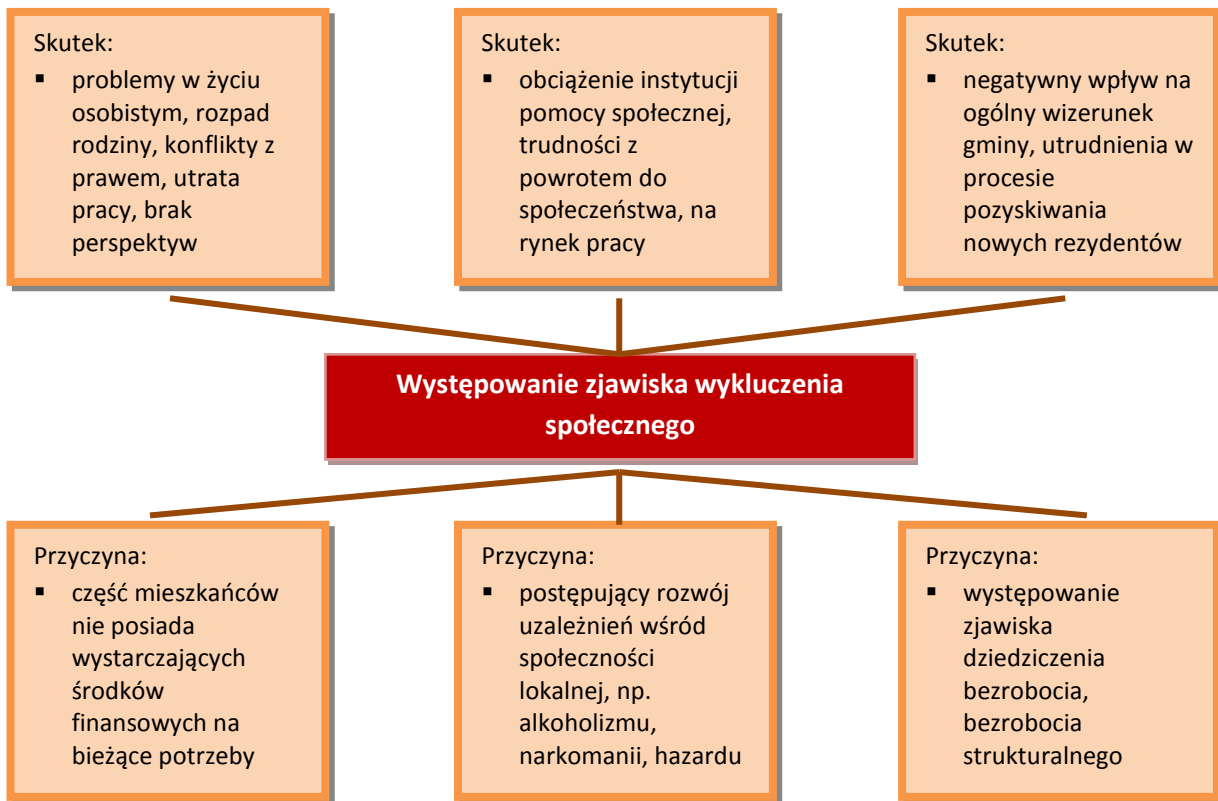 Skutek:
▪ problemy w życiu
osobistym, rozpad
rodziny, konflikty z
prawem, utrata
pracy, brak
perspektyw
Skutek:
▪ obciążenie instytucji
pomocy społecznej,
trudności z
powrotem do
społeczeństwa, na
rynek pracy
Skutek:
▪ negatywny wpływ na
ogólny wizerunek
gminy, utrudnienia w
procesie
pozyskiwania
nowych rezydentów
Występowanie zjawiska wykluczenia
społecznego
Przyczyna:
▪ część mieszkańców
nie posiada
wystarczających
środków
finansowych na
bieżące potrzeby
Przyczyna:
▪ postępujący rozwój
uzależnień wśród
społeczności
lokalnej, np.
alkoholizmu,
narkomanii, hazardu
Przyczyna:
▪ występowanie
zjawiska
dziedziczenia
bezrobocia,
bezrobocia
strukturalnego